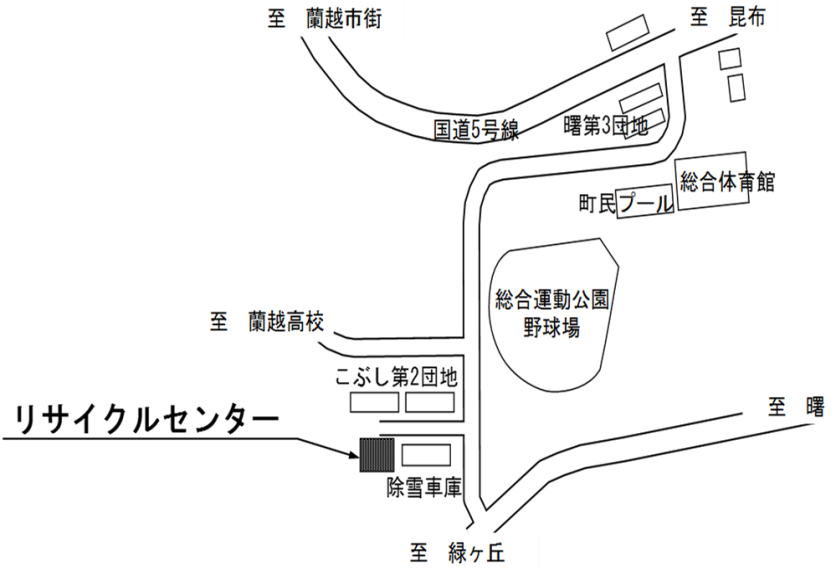 至　蘭越市街
至　昆布
国道5号線
曙第3団地
総合体育館
町民プール
総合運動公園
野球場
至　蘭越高校
こぶし第2団地
至　曙
リサイクルセンター
除雪車庫
至　緑ヶ丘